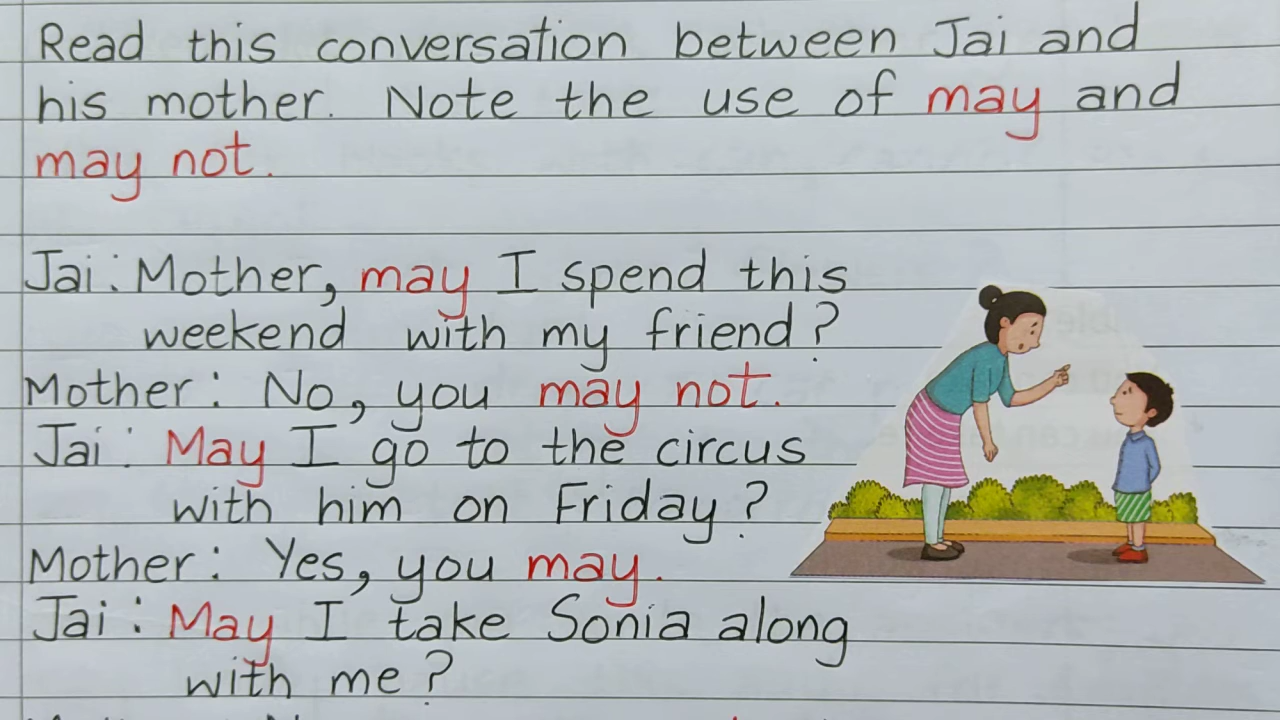 Read this conversation between Jai and
his mother. Note the use of may and
may not.
Jai: Mother, may I spend this
weekend with my friend?
Mother: No, you may not.
Jai: May I go to the circus
with him on Friday?
Mother: Yes, you may.
Jai: May I take Sonia along
with me?